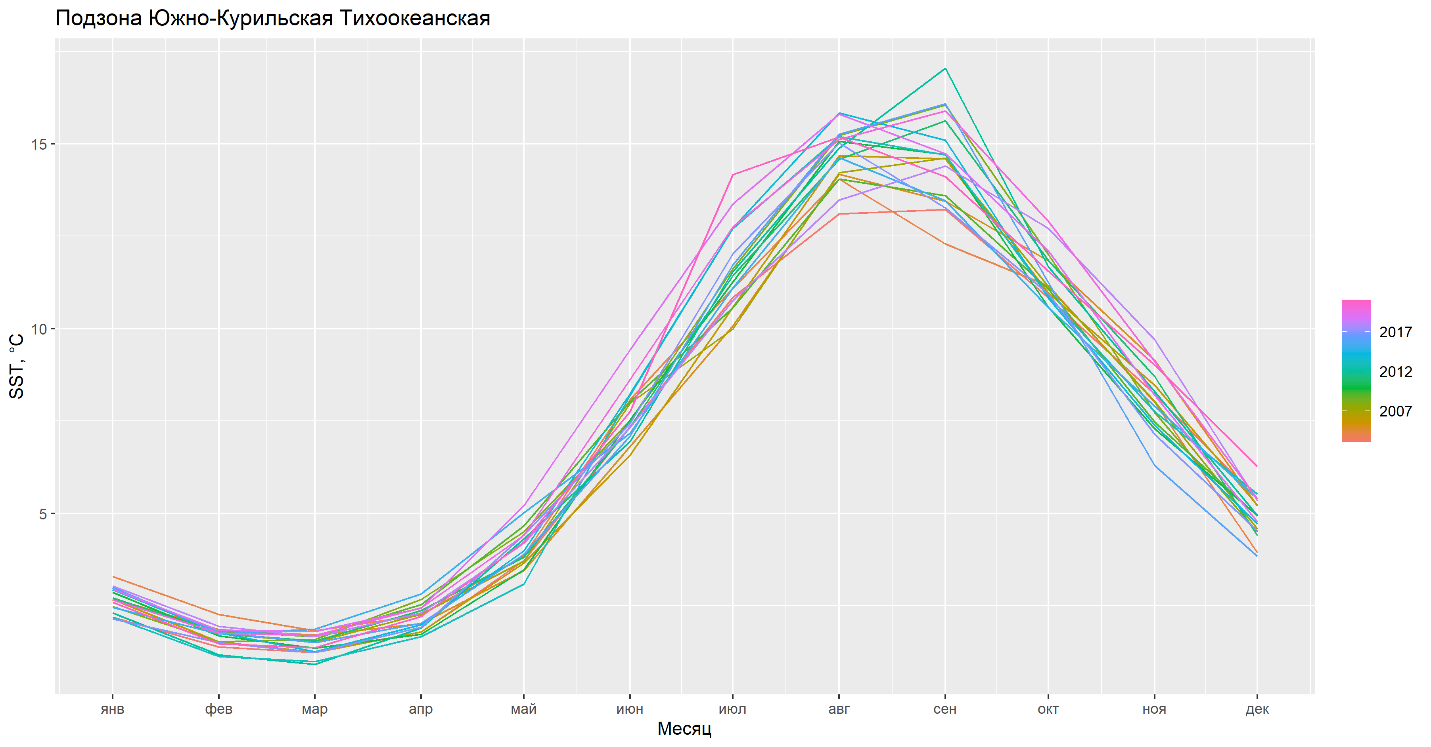 Подзона Южно-Курильская Тихоокеанская
SST, °C
15
10
5
янв фев мар апр май июн июл авг сен окт ноя дек
Месяц
2017
2012
2007